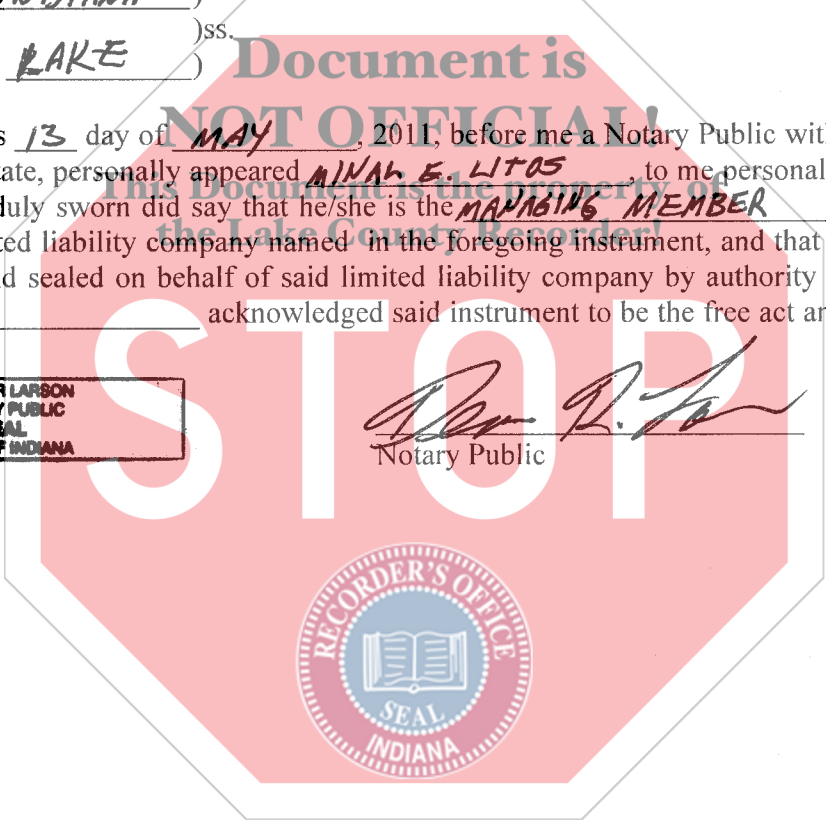 )
)ss.
LAKE )
Document is
NOT OFFICIAL!
This Document is the property of
the Lake County Recorder!
s 13 day of MAY, 2011, before me a Notary Public wit
tate, personally appeared MINAL E. LITOS, to me personal
duly sworn did say that he/she is the MANAGING MEMBER
ted liability company named in the foregoing instrument, and that
d sealed on behalf of said limited liability company by authority
acknowledged said instrument to be the free act a
STOP
R LARSON
Y PUBLIC
AL
F INDIANA
Notary Public
RECORDER'S OFFICE
SEAL
INDIANA